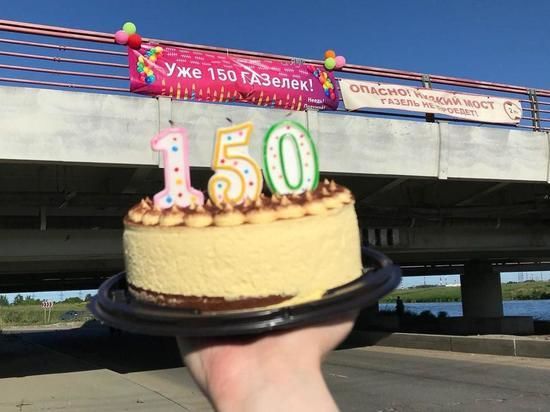 Уже 150 ГАЗелек!
ОПАСНО! НИЗКИЙ МОСТ
ГАЗЕЛЬ НЕ ПРОЕДЕТ!
150